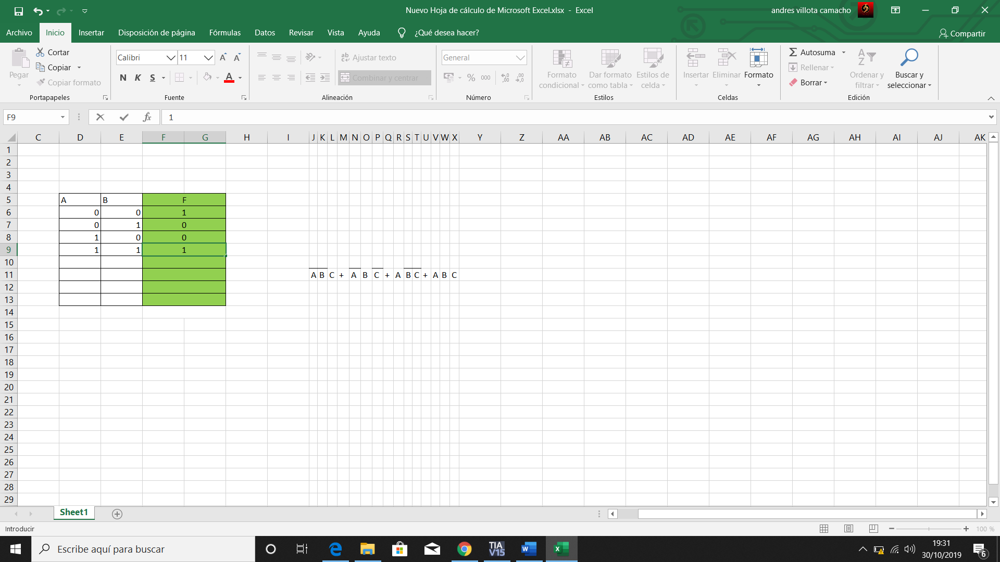 Nuevo Hoja de cálculo de Microsoft Excel.xlsx - Excel
andres villota camacho
Archivo Inicio Insertar Disposición de página Fórmulas Datos Revisar Vista Ayuda ¿Qué desea hacer? Compartir
Pegar
Cortar
Copiar
Copiar formato
Portapapeles
Calibri 11
N K S
Fuente
Ajustar texto
Combinar y centrar
Alineación
General
% 000
Número
Formato condicional
Dar formato como tabla
Estilos de celda
Estilos
Insertar Eliminar Formato
Celdas
Autosuma
Rellenar
Borrar
Ordenar y filtrar
Buscar y seleccionar
Edición
F9 fx 1
C D E F G H I J K L M N O P Q R S T U V W X Y Z AA AB AC AD AE AF AG AH AI AJ AK
1
2
3
4
5 A B F
6 0 0 1
7 0 1 0
8 1 0 0
9 1 1 1
10
11 A B C + A B C + A B C + A B C
12
13
14
15
16
17
18
19
20
21
22
23
24
25
26
27
28
29
Sheet1
Introducir
100 %
Escribe aquí para buscar
TIA V15
19:31
30/10/2019
6